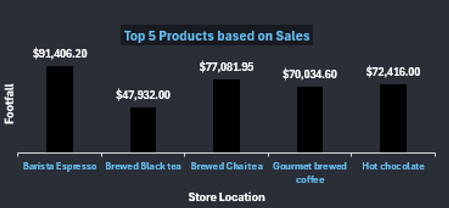 Top 5 Products based on Sales
$91,406.20
$47,932.00
$77,081.95
$70,034.60
$72,416.00
Footfall
Barista Espresso
Brewed Black tea
Brewed Chai tea
Gourmet brewed
coffee
Hot chocolate
Store Location